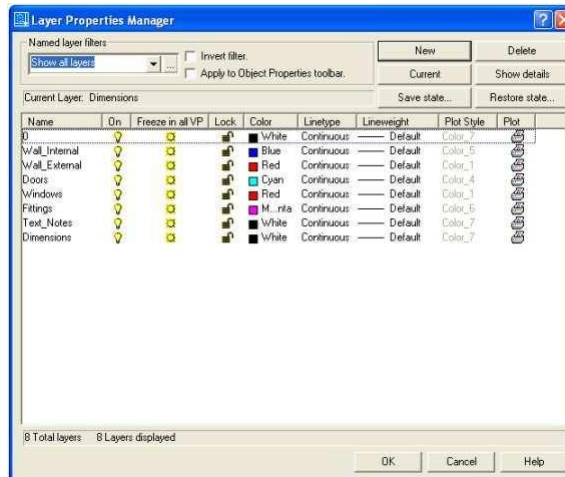 Layer Properties Manager
Named layer filters
Show all layers
...
Invert filter.
Apply to Object Properties toolbar.
New
Delete
Current
Show details
Current Layer: Dimensions
Save state...
Restore state...
Name On Freeze in all VP Lock Color Linetype Lineweight Plot Style Plot
0 White Continuous Default Color_7
Wall_Internal Blue Continuous Default Color_5
Wall_External Red Continuous Default Color_1
Doors Cyan Continuous Default Color_4
Windows Red Continuous Default Color_1
Fittings M...nta Continuous Default Color_6
Text_Notes White Continuous Default Color_7
Dimensions White Continuous Default Color_7
8 Total layers 8 Layers displayed
OK Cancel Help